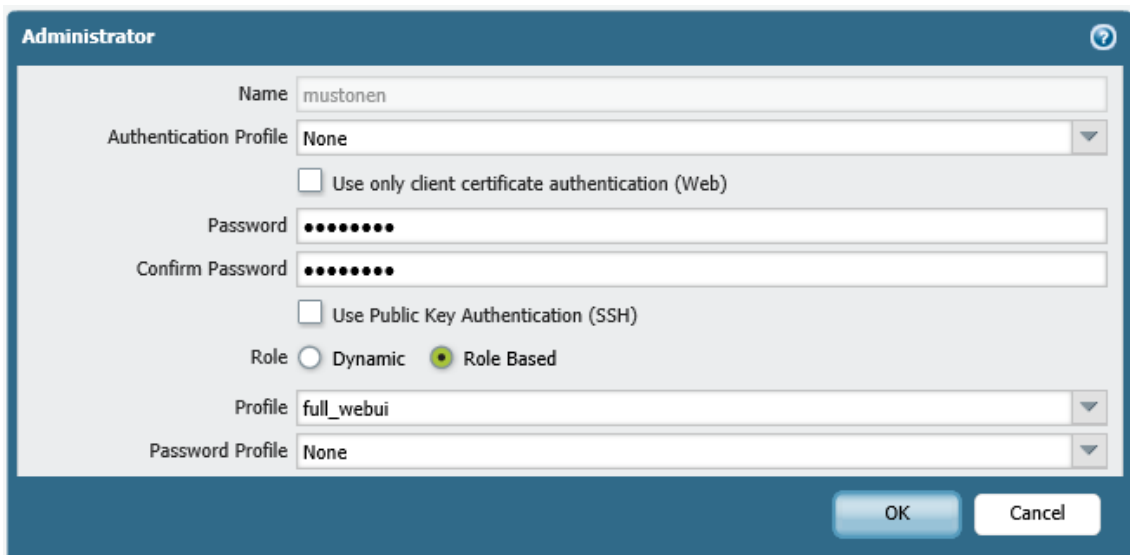 Administrator
Name mustonen
Authentication Profile None
Use only client certificate authentication (Web)
Password ●●●●●●●●
Confirm Password ●●●●●●●●
Use Public Key Authentication (SSH)
Role Dynamic Role Based
Profile full_webui
Password Profile None
OK Cancel